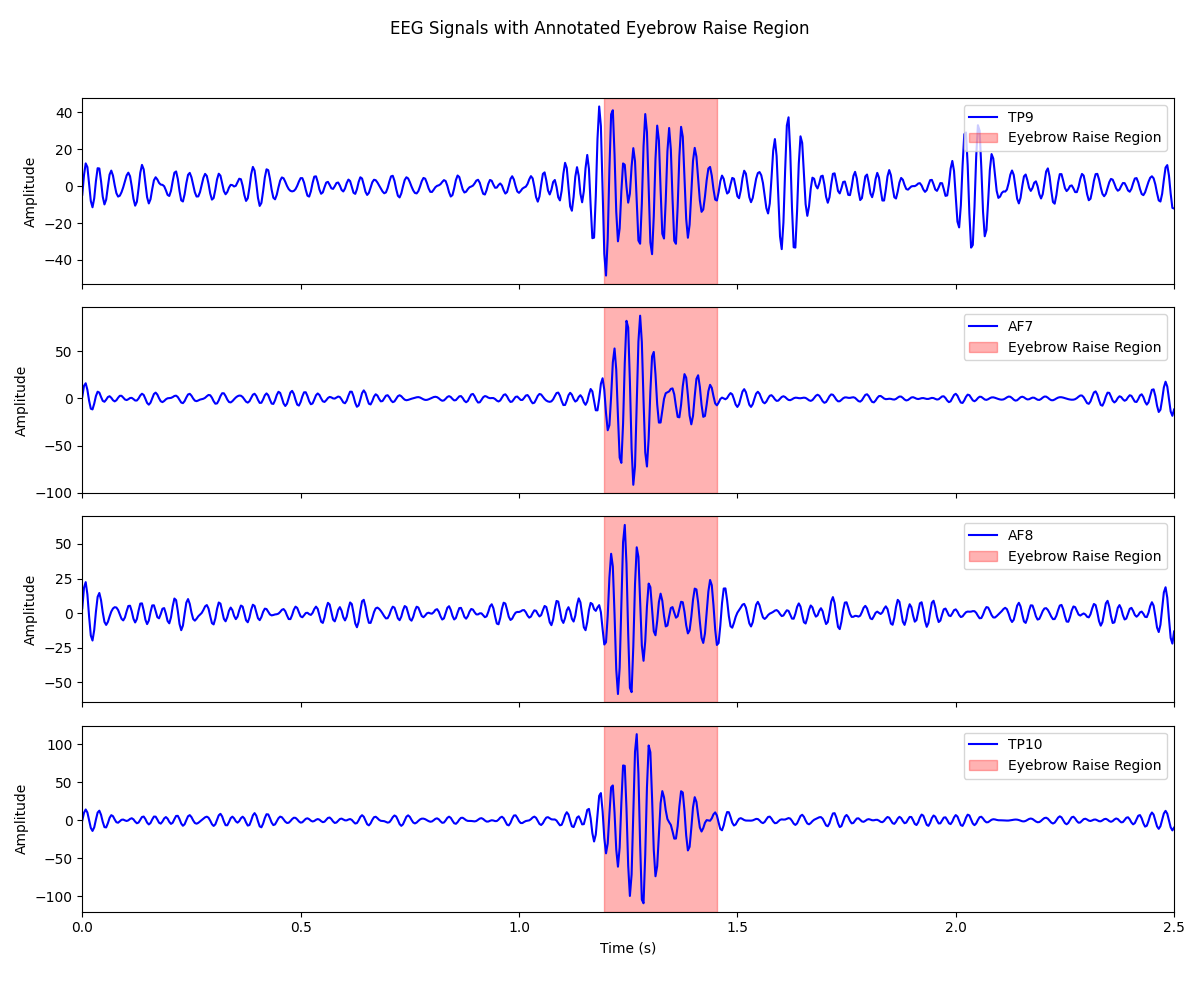 EEG Signals with Annotated Eyebrow Raise Region
Amplitude
40
20
0
−20
−40
TP9
Eyebrow Raise Region
Amplitude
50
0
−50
−100
AF7
Eyebrow Raise Region
Amplitude
50
25
0
−25
−50
AF8
Eyebrow Raise Region
Amplitude
100
50
0
−50
−100
TP10
Eyebrow Raise Region
0.0 0.5 1.0 1.5 2.0 2.5
Time (s)